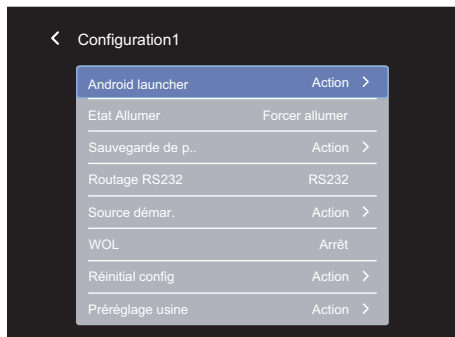 Configuration1
Android launcher Action >
Etat Allumer Forcer allumer
Sauvegarde de p.. Action >
Routage RS232 RS232
Source démar. Action >
WOL Arrêt
Réinitial config Action >
Préréglage usine Action >